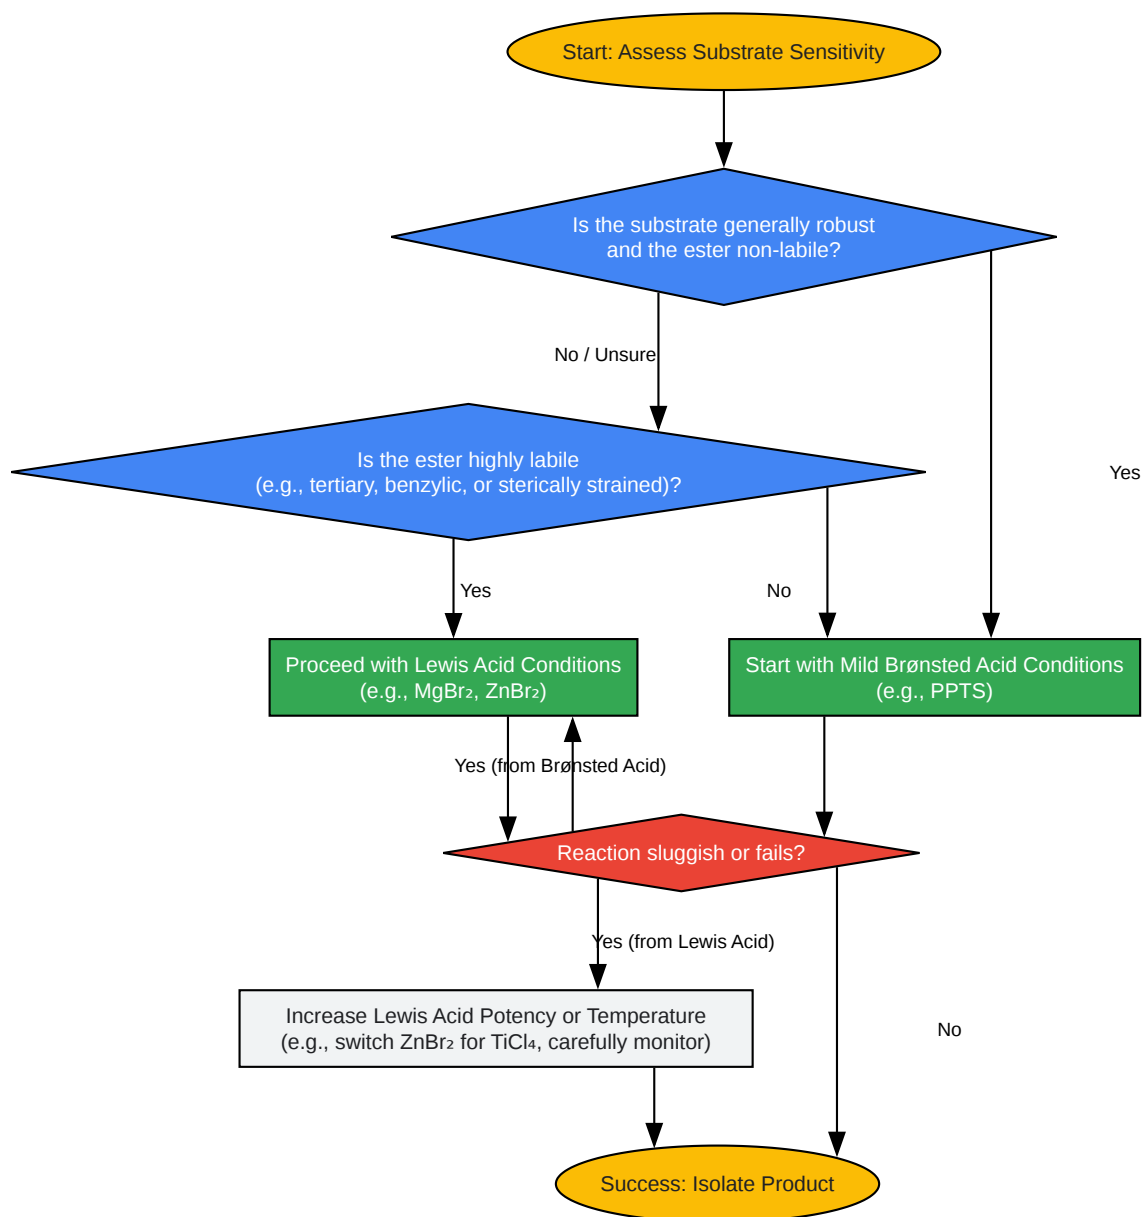 Start: Assess Substrate Sensitivity
Is the substrate generally robust
and the ester non-labile?
No / Unsure
Is the ester highly labile
(e.g., tertiary, benzylic, or sterically strained)?
Yes
Yes
No
Proceed with Lewis Acid Conditions
(e.g., MgBr₂, ZnBr₂)
Start with Mild Brønsted Acid Conditions
(e.g., PPTS)
Yes (from Brønsted Acid)
Reaction sluggish or fails?
Yes (from Lewis Acid)
Increase Lewis Acid Potency or Temperature
(e.g., switch ZnBr₂ for TiCl₄, carefully monitor)
No
Success: Isolate Product